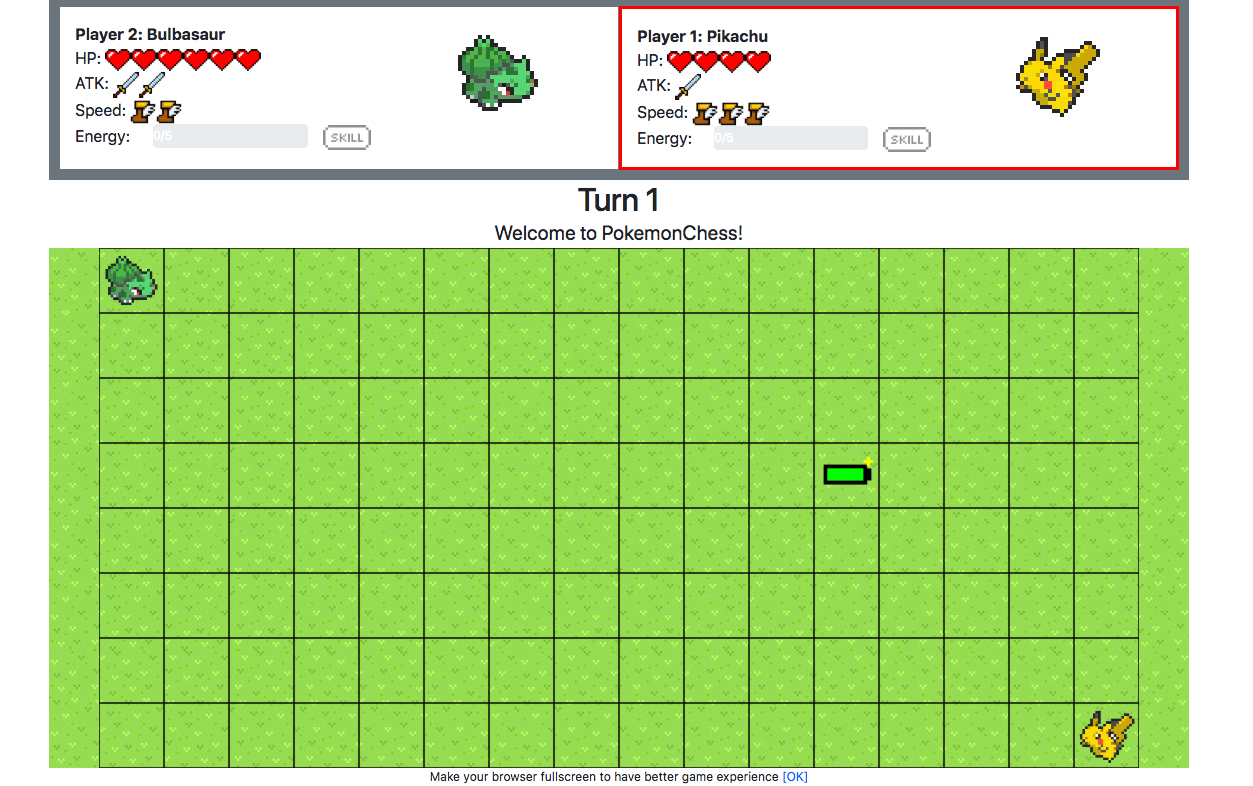 Player 2: Bulbasaur
HP:
ATK:
Speed:
Energy: 0/5 SKILL
Player 1: Pikachu
HP:
ATK:
Speed:
Energy: 0/5 SKILL
Turn 1
Welcome to PokemonChess!
Make your browser fullscreen to have better game experience [OK]